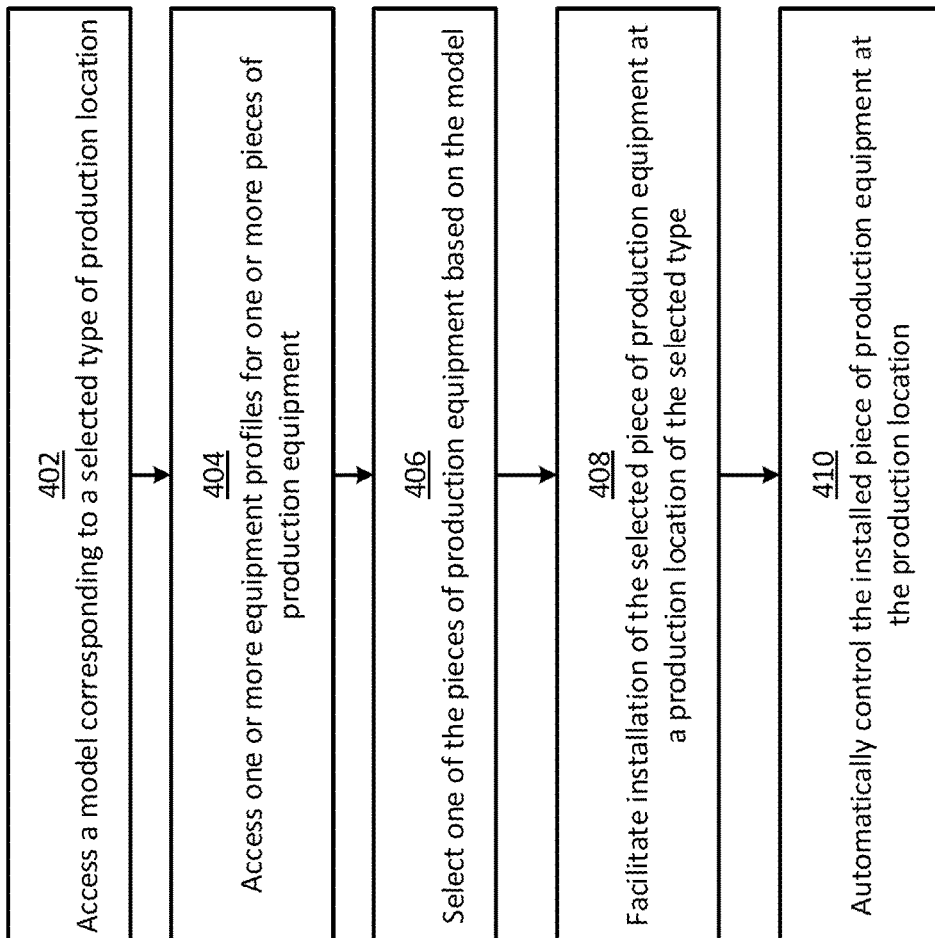 402
Access a model corresponding to a selected type of production location
404
Access one or more equipment profiles for one or more pieces of
production equipment
406
Select one of the pieces of production equipment based on the model
408
Facilitate installation of the selected piece of production equipment at
a production location of the selected type
410
Automatically control the installed piece of production equipment at
the production location